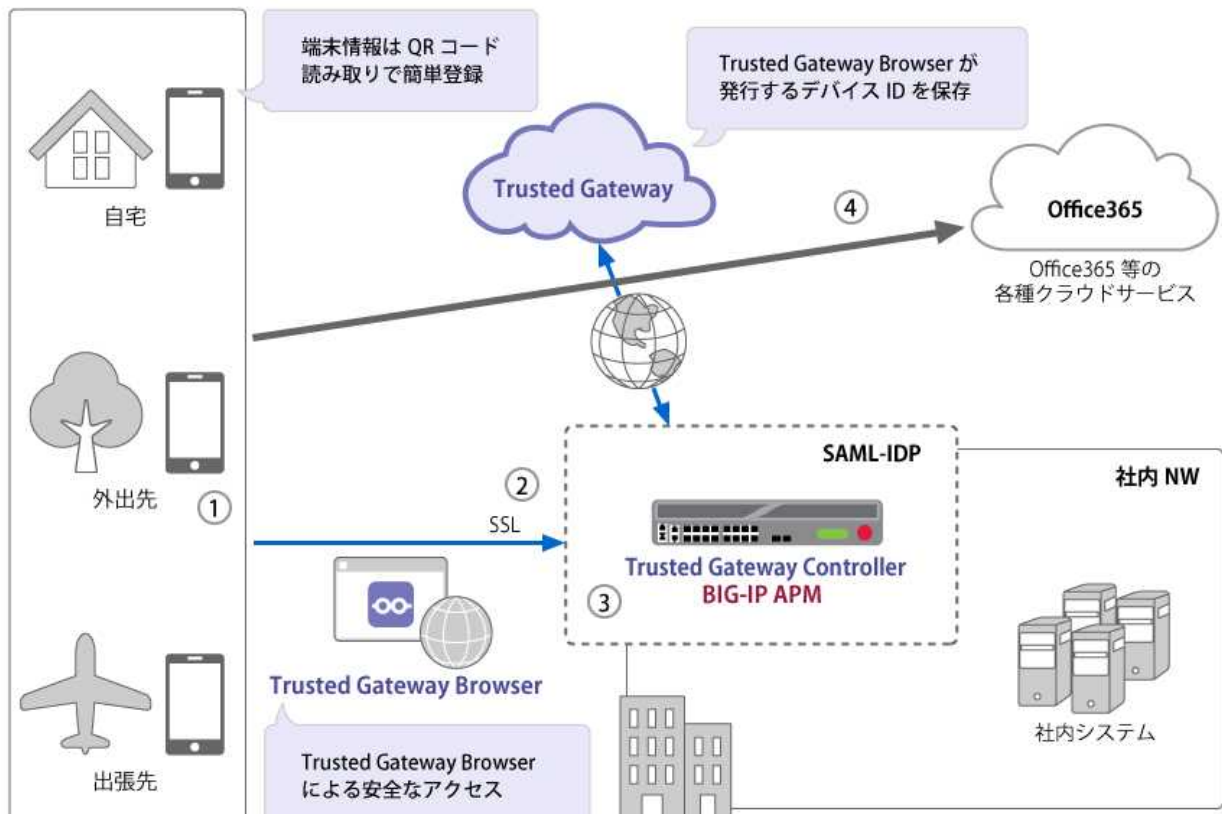 端末情報は QR コード
読み取りで簡単登録
Trusted Gateway Browser が
発行するデバイス ID を保存
自宅
Trusted Gateway
④
Office365
Office365 等の
各種クラウドサービス
外出先
①
②
SSL
SAML-IDP
社内 NW
Trusted Gateway Controller
BIG-IP APM
③
Trusted Gateway Browser
社内システム
出張先
Trusted Gateway Browser
による安全なアクセス